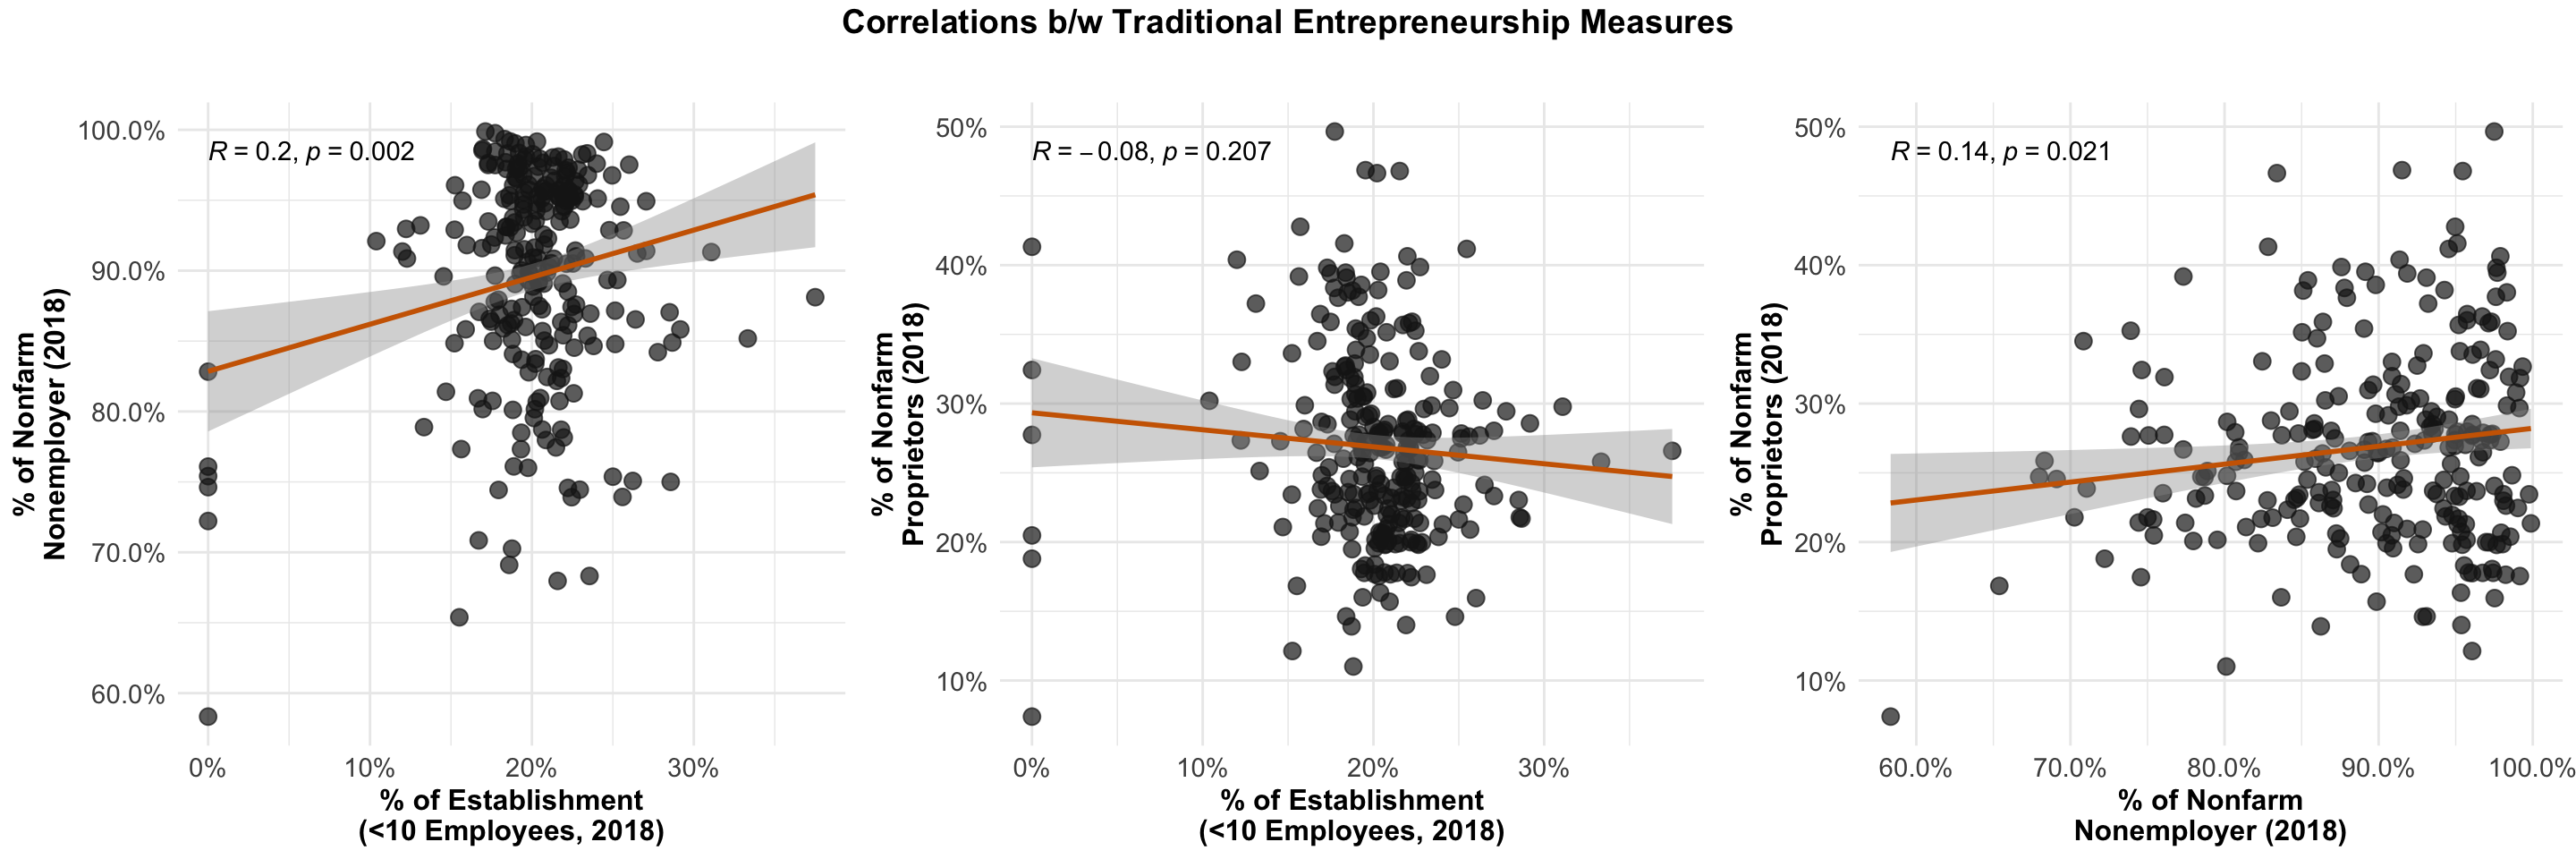 Correlations b/w Traditional Entrepreneurship Measures
% of Nonfarm
Nonemployer (2018)
100.0%
90.0%
80.0%
70.0%
60.0%
R = 0.2, p = 0.002
0%
10%
20%
30%
% of Establishment
(<10 Employees, 2018)
% of Nonfarm
Proprietors (2018)
50%
40%
30%
20%
10%
R = −0.08, p = 0.207
0%
10%
20%
30%
% of Establishment
(<10 Employees, 2018)
% of Nonfarm
Proprietors (2018)
50%
40%
30%
20%
10%
R = 0.14, p = 0.021
60.0%
70.0%
80.0%
90.0%
100.0%
% of Nonfarm
Nonemployer (2018)